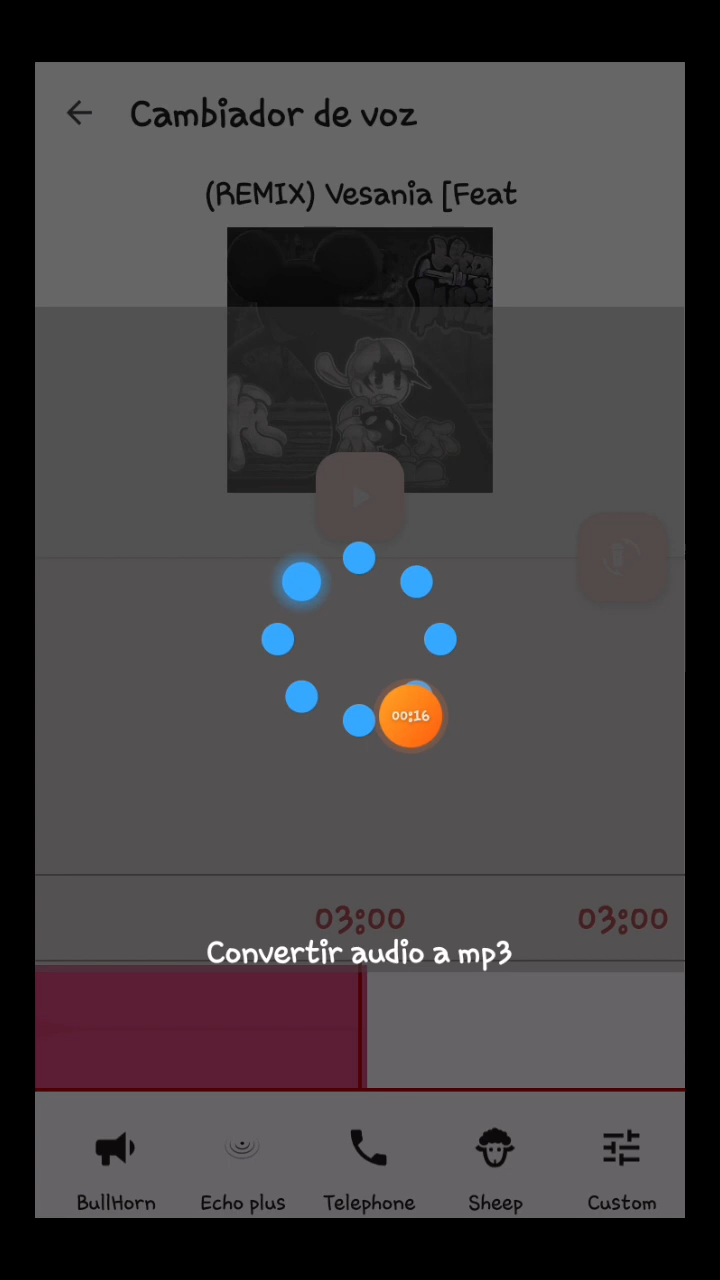 Cambiador de voz
(REMIX) Vesania [Feat
00:16
03:00 03:00
Convertir audio a mp3
BullHorn Echo plus Telephone Sheep Custom